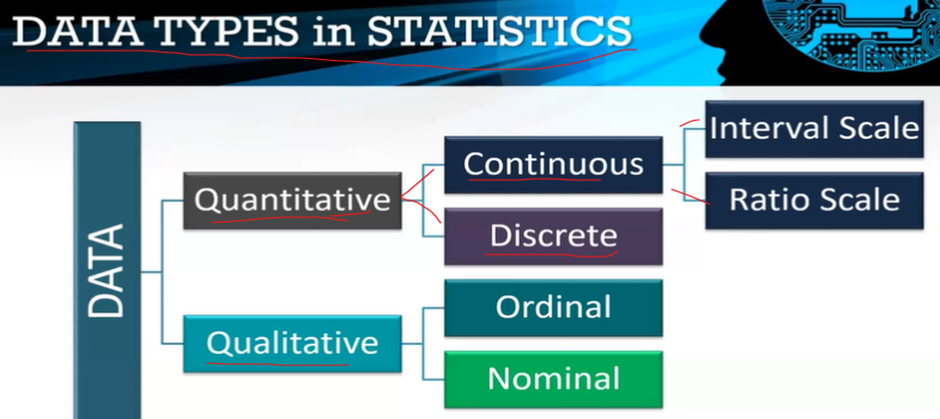 DATA TYPES in STATISTICS
DATA
Quantitative
Continuous
Interval Scale
Ratio Scale
Discrete
Qualitative
Ordinal
Nominal